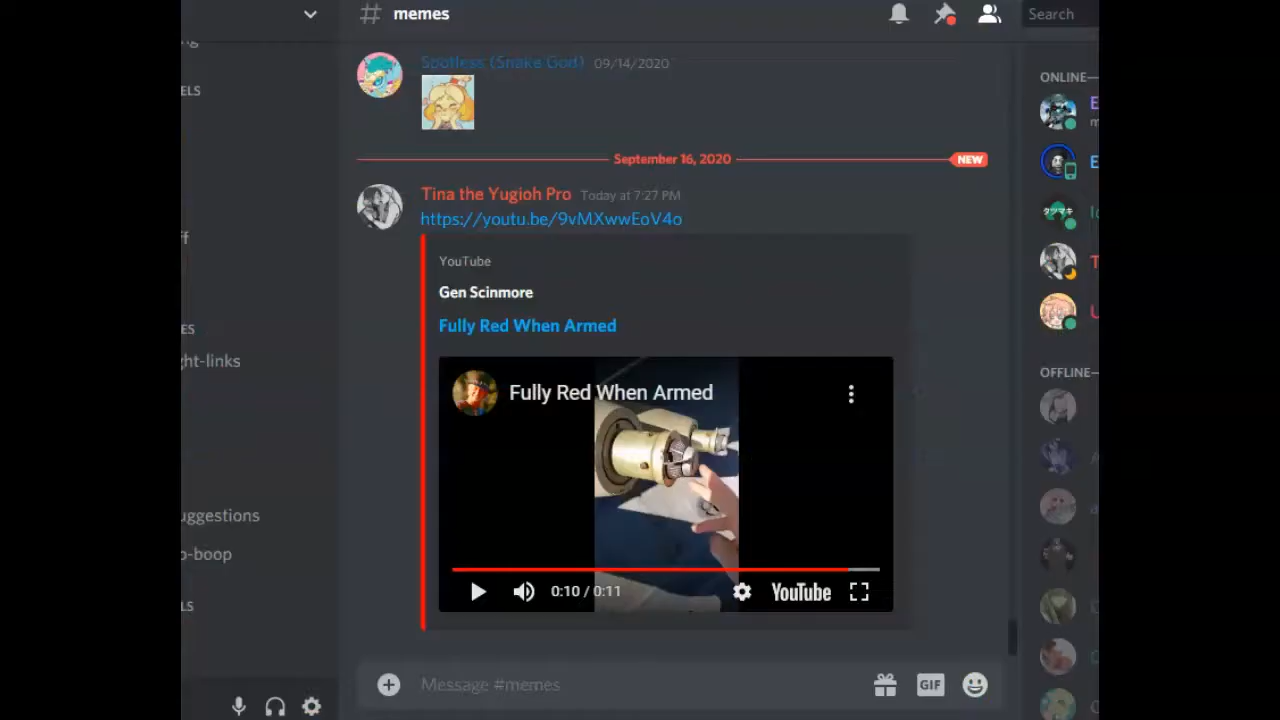 # memes
Search
ELS
Spotless (Snake God) 09/14/2020
ONLINE—
September 16, 2020
NEW
Tina the Yugioh Pro Today at 7:27 PM
https://youtu.be/9vMXwwEoV4o
ff
YouTube
Gen Scinmore
Fully Red When Armed
ES
ght-links
OFFLINE—
Fully Red When Armed
uggestions
o-boop
0:10 / 0:11
YouTube
LS
Message #memes
GIF